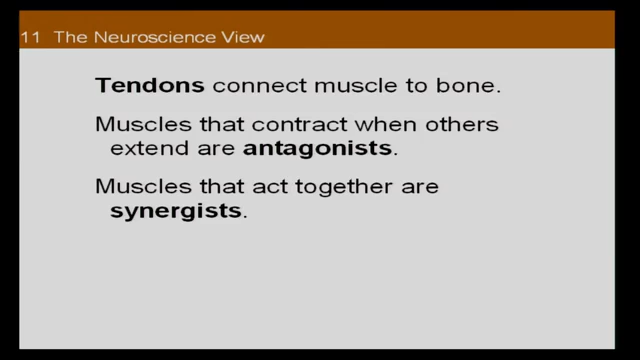 11 The Neuroscience View
Tendons connect muscle to bone.
Muscles that contract when others
extend are antagonists.
Muscles that act together are
synergists.